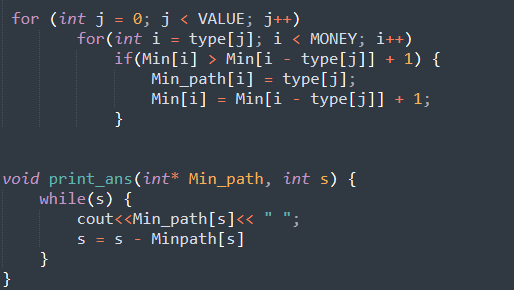 for (int j = 0; j < VALUE; j++)
for(int i = type[j]; i < MONEY; i++)
if(Min[i] > Min[i - type[j]] + 1) {
Min_path[i] = type[j];
Min[i] = Min[i - type[j]] + 1;
}
void print_ans(int* Min_path, int s) {
while(s) {
cout<<Min_path[s]<< " ";
s = s - Minpath[s]
}
}